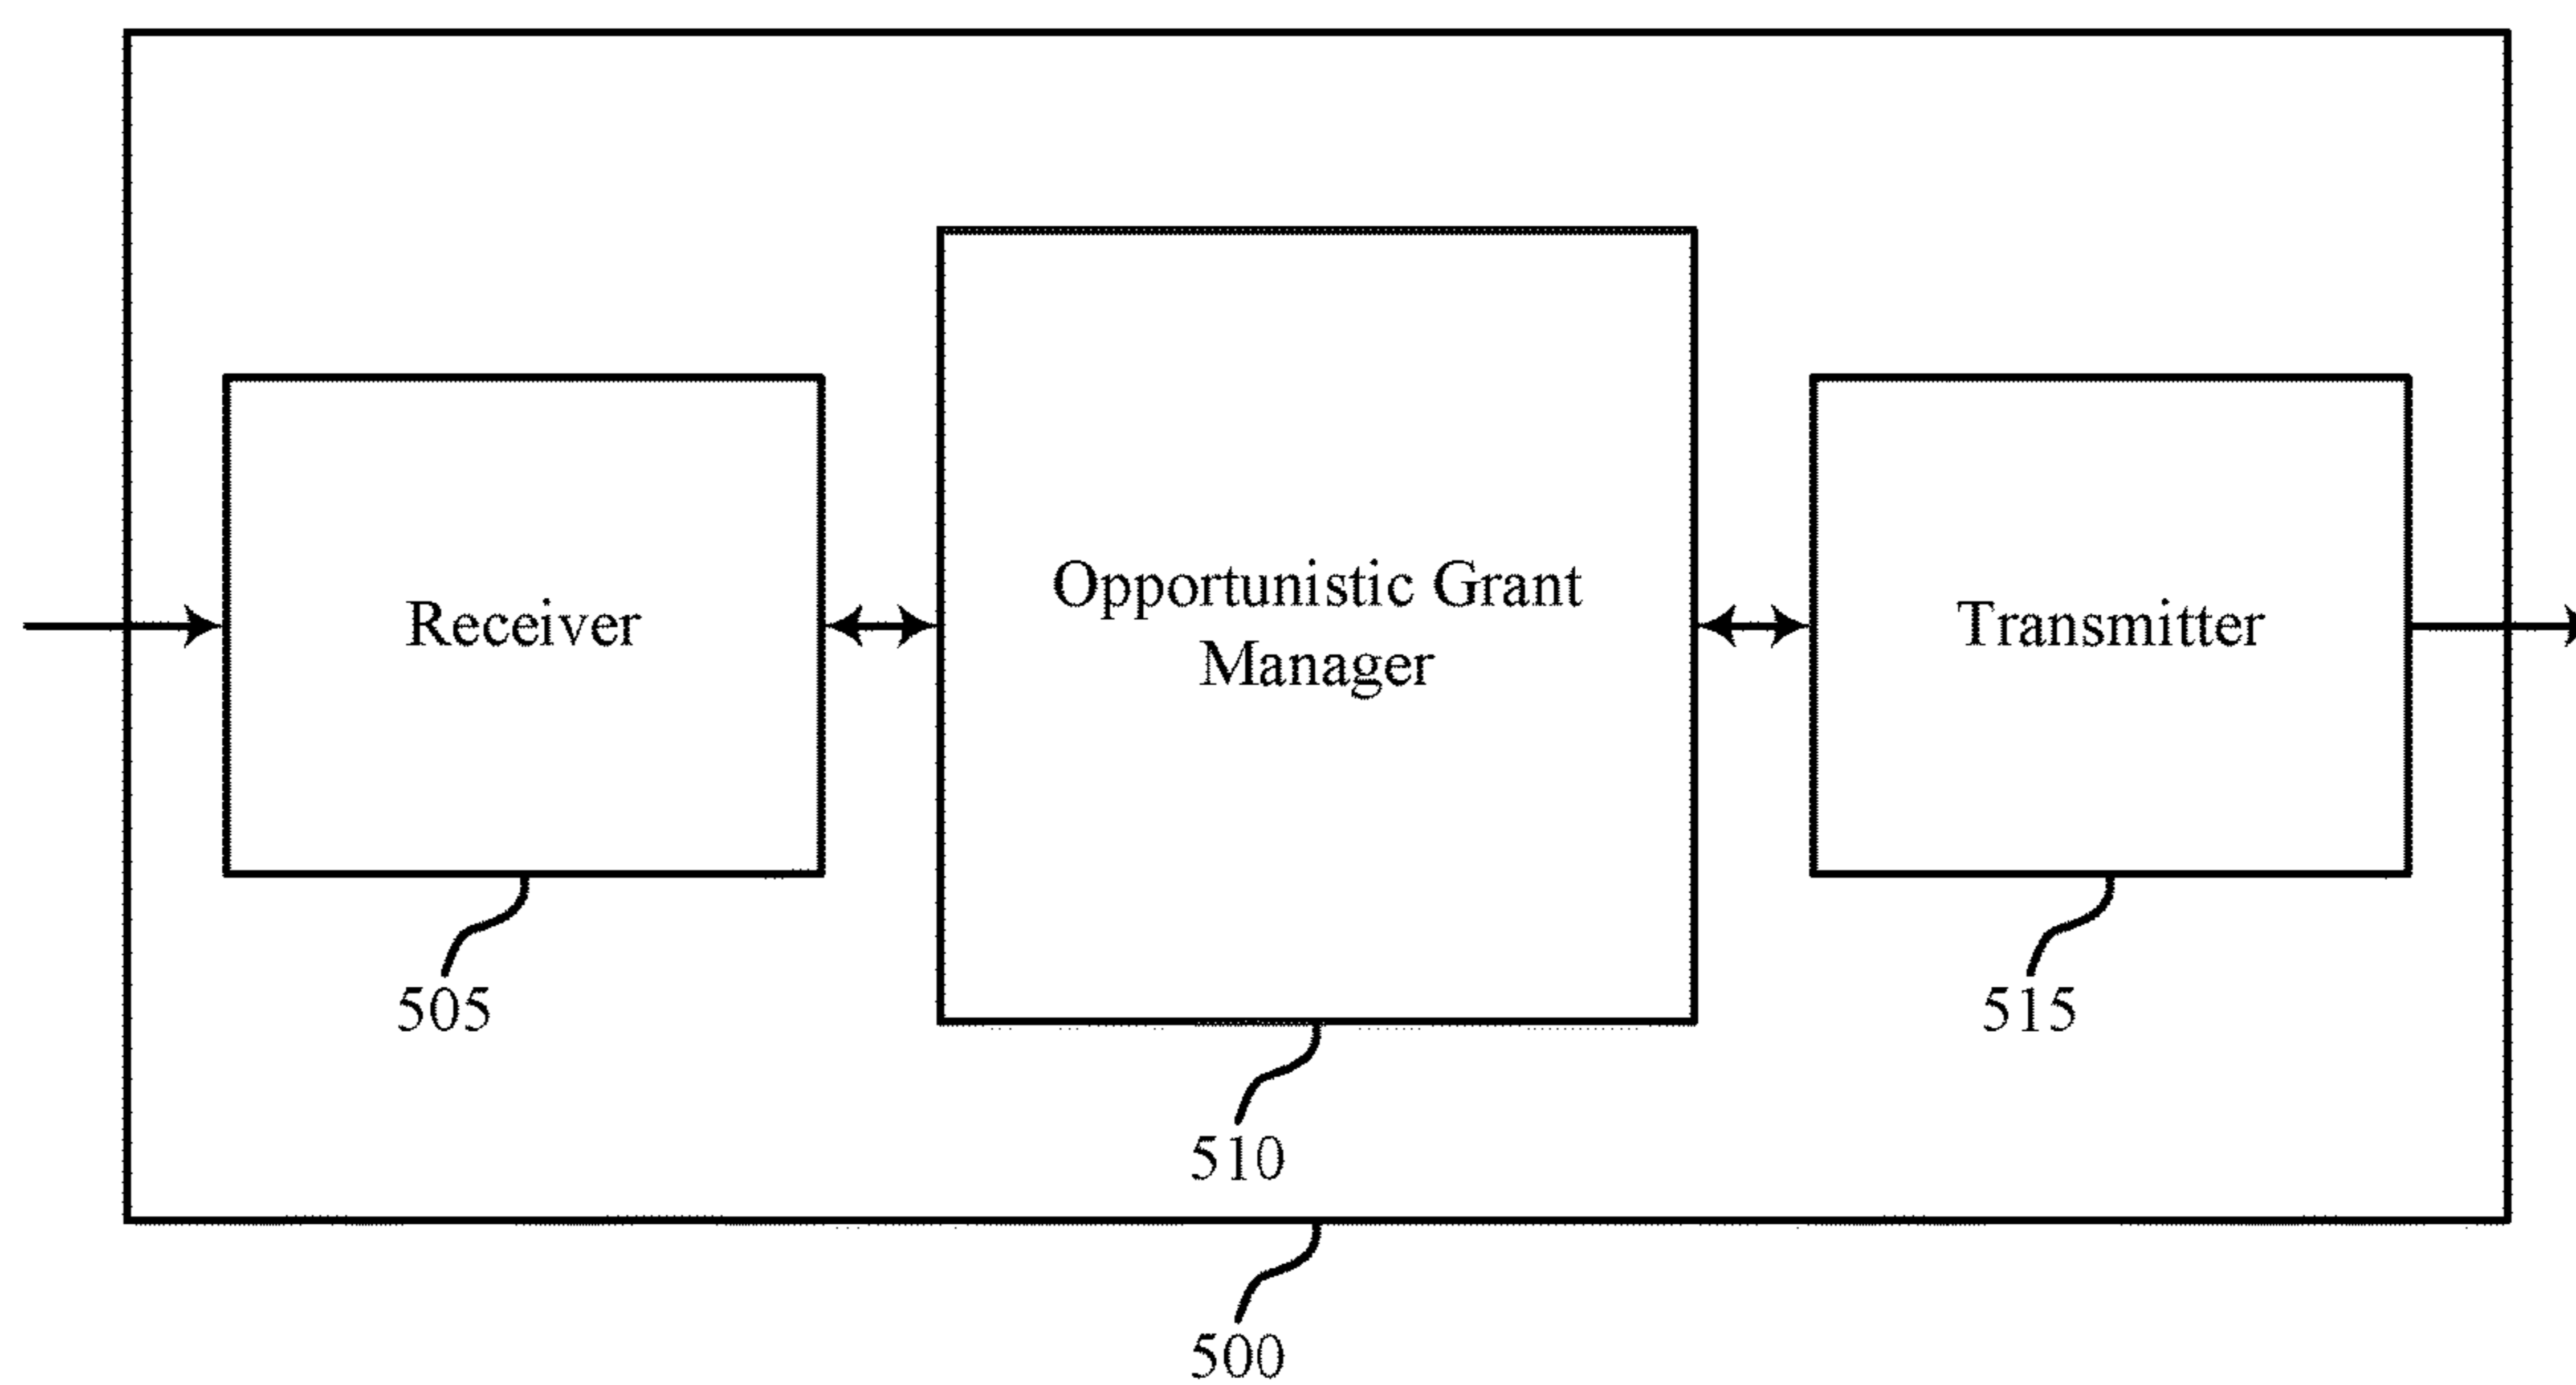 Receiver
Opportunistic Grant
Manager
Transmitter
505
515
510
500